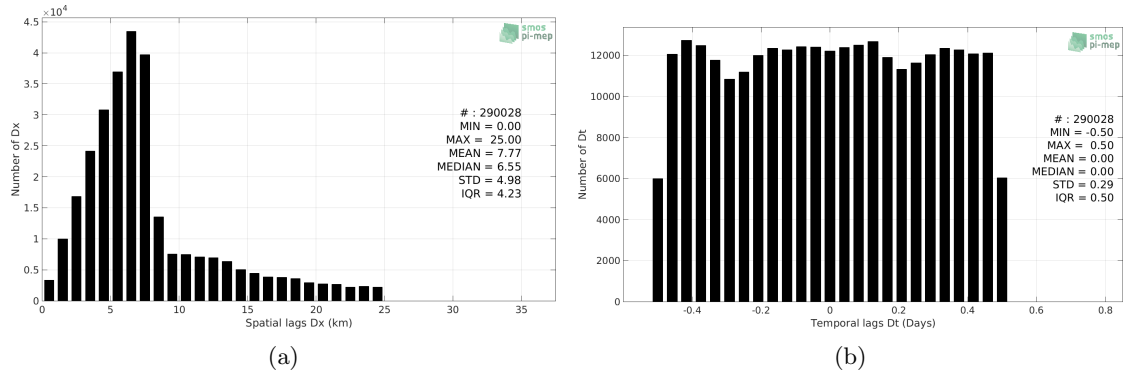 ×10⁴
4.5
4
3.5
3
2.5
2
1.5
1
0.5
0
Number of Dx
smos
pi-mep
# : 290028
MIN = 0.00
MAX = 25.00
MEAN = 7.77
MEDIAN = 6.55
STD = 4.98
IQR = 4.23
0 5 10 15 20 25 30 35
Spatial lags Dx (km)
(a)
12000
10000
8000
6000
4000
2000
0
Number of Dt
smos
pi-mep
# : 290028
MIN = -0.50
MAX = 0.50
MEAN = 0.00
MEDIAN = 0.00
STD = 0.29
IQR = 0.50
-0.4 -0.2 0 0.2 0.4 0.6 0.8
Temporal lags Dt (Days)
(b)